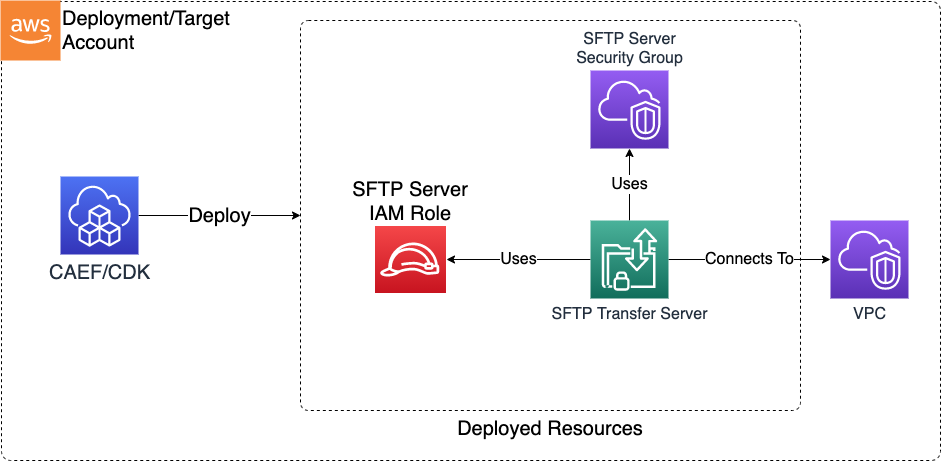 aws
Deployment/Target
Account
SFTP Server
Security Group
Uses
SFTP Server
IAM Role
Deploy
CAEF/CDK
Uses
Connects To
SFTP Transfer Server
VPC
Deployed Resources